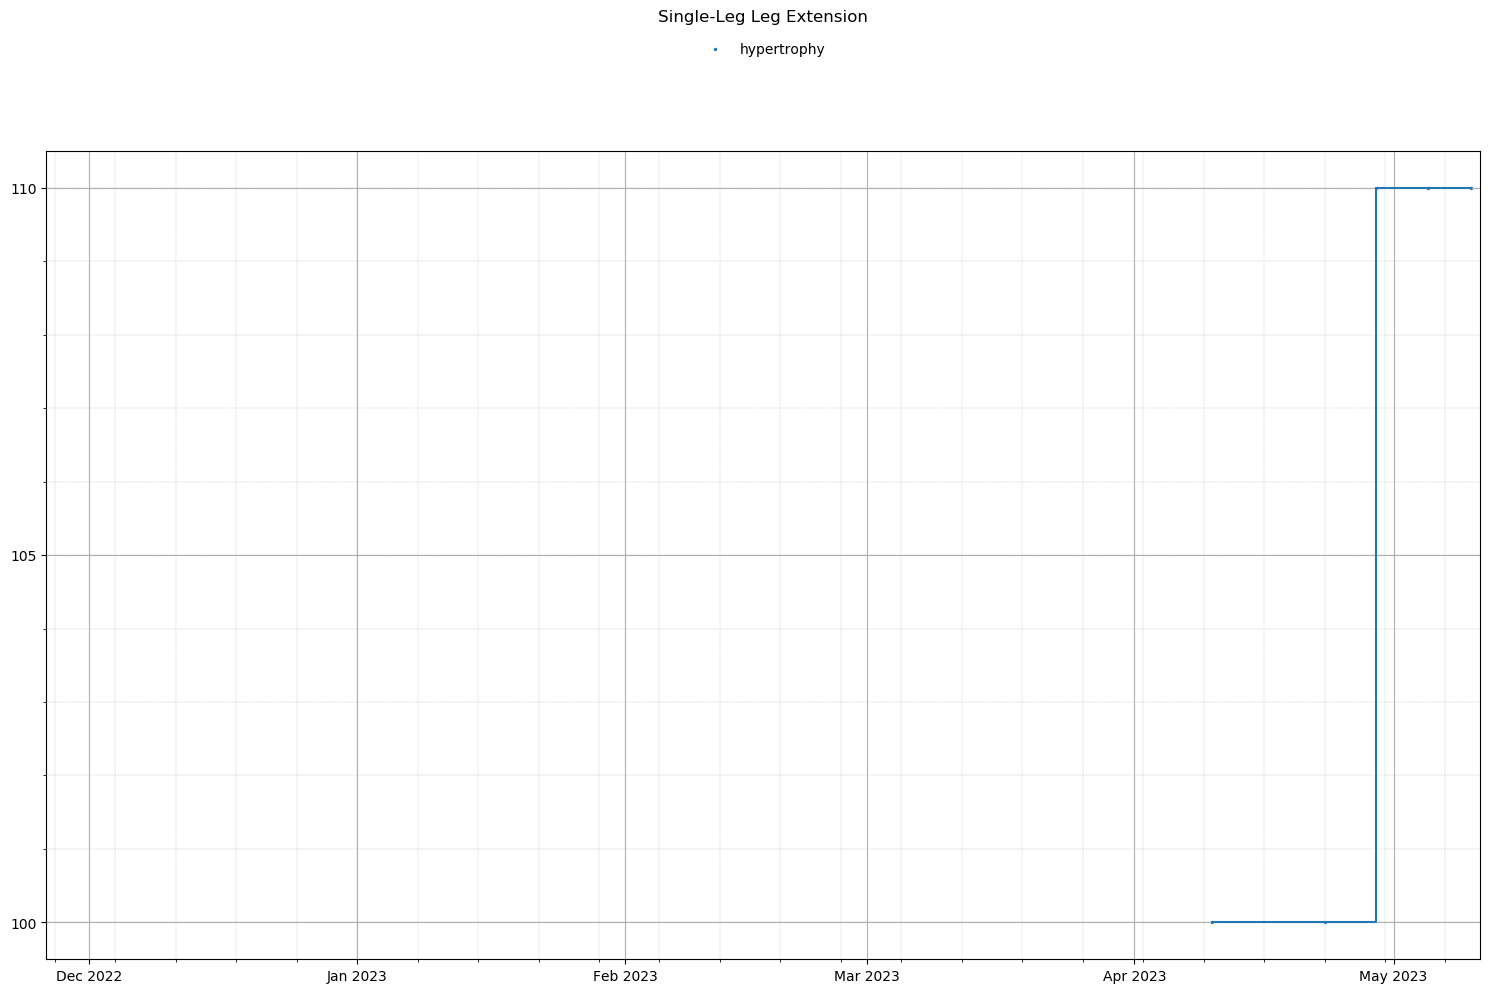 Single-Leg Leg Extension
hypertrophy
110
105
100
Dec 2022
Jan 2023
Feb 2023
Mar 2023
Apr 2023
May 2023